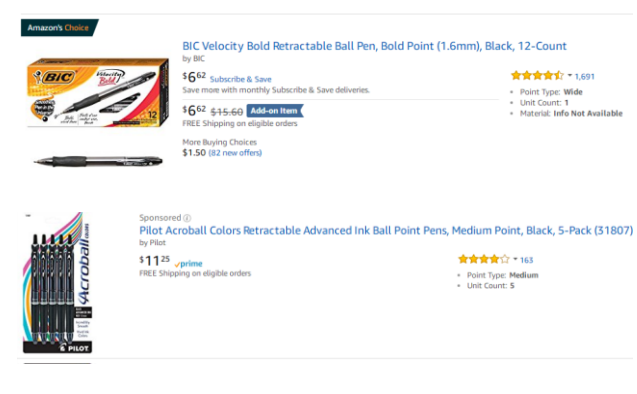 Amazon's Choice
BIC Velocity Bold Retractable Ball Pen, Bold Point (1.6mm), Black, 12-Count
by BIC
$6 62 Subscribe & Save
Save more with monthly Subscribe & Save deliveries.
$6 62 $15.60 Add-on Item
FREE Shipping on eligible orders
More Buying Choices
$1.50 (82 new offers)
1,691
• Point Type: Wide
• Unit Count: 1
• Material: Info Not Available
BIC
Velocity
Bold
12
Sponsored
Pilot Acroball Colors Retractable Advanced Ink Ball Point Pens, Medium Point, Black, 5-Pack (31807)
by Pilot
$11 25 prime
FREE Shipping on eligible orders
163
• Point Type: Medium
• Unit Count: 5
Acroball
COLORS
PILOT